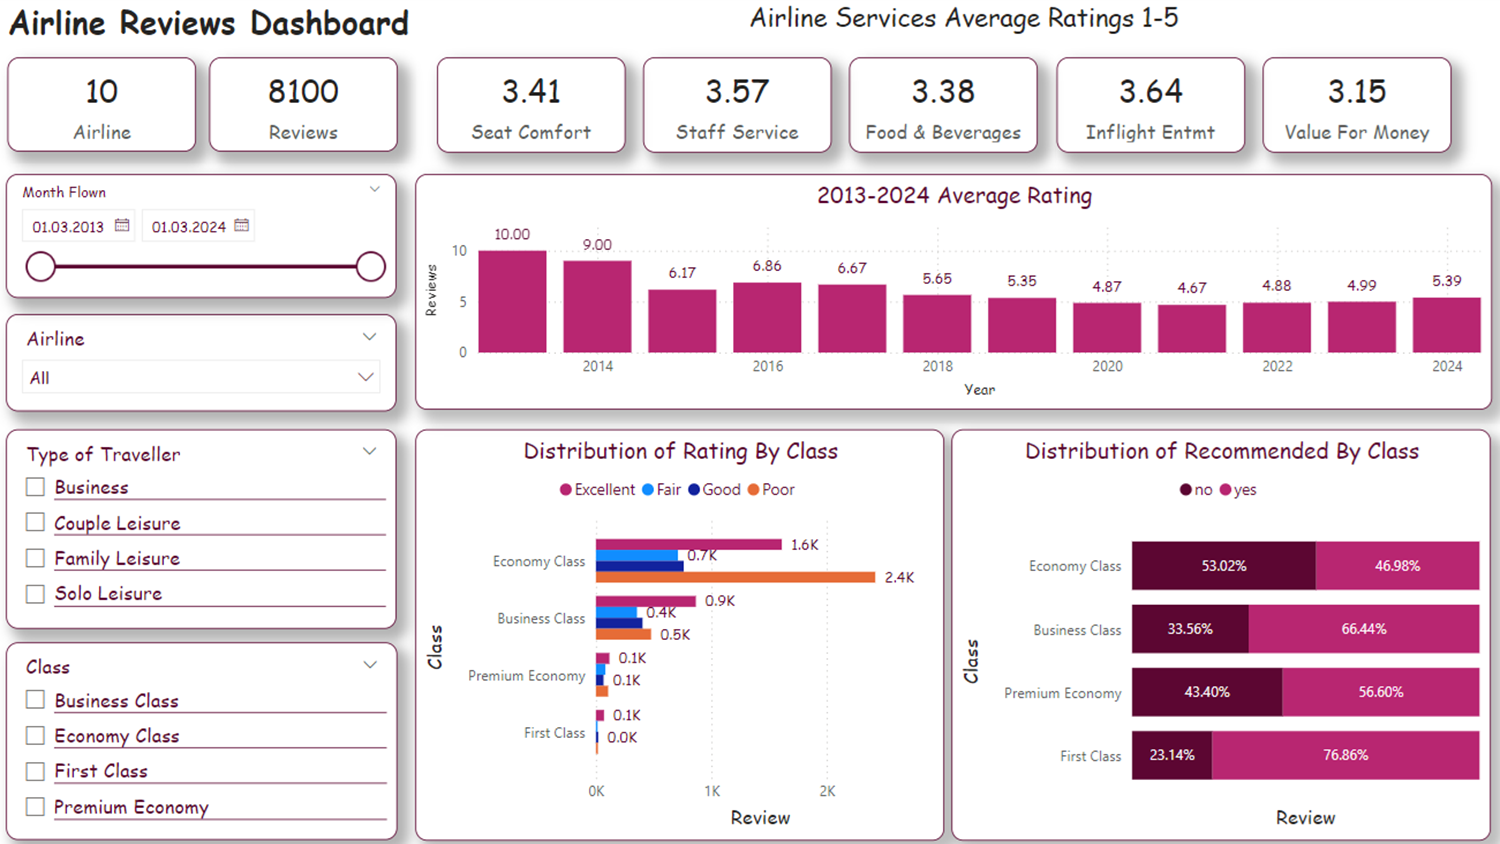 Airline Reviews Dashboard
Airline Services Average Ratings 1-5
10
Airline
8100
Reviews
3.41
Seat Comfort
3.57
Staff Service
3.38
Food & Beverages
3.64
Inflight Entmt
3.15
Value For Money
Month Flown
01.03.2013 01.03.2024
Airline
All
Type of Traveller
Business
Couple Leisure
Family Leisure
Solo Leisure
Class
Business Class
Economy Class
First Class
Premium Economy
2013-2024 Average Rating
Reviews
10
5
0
10.00 9.00 6.17 6.86 6.67 5.65 5.35 4.87 4.67 4.88 4.99 5.39
2014 2016 2018 2020 2022 2024
Year
Distribution of Rating By Class
Excellent Fair Good Poor
Class
Economy Class 1.6K 0.7K 2.4K
Business Class 0.9K 0.4K 0.5K
Premium Economy 0.1K 0.1K
First Class 0.1K 0.0K
0K 1K 2K
Review
Distribution of Recommended By Class
no yes
Class
Economy Class 53.02% 46.98%
Business Class 33.56% 66.44%
Premium Economy 43.40% 56.60%
First Class 23.14% 76.86%
Review